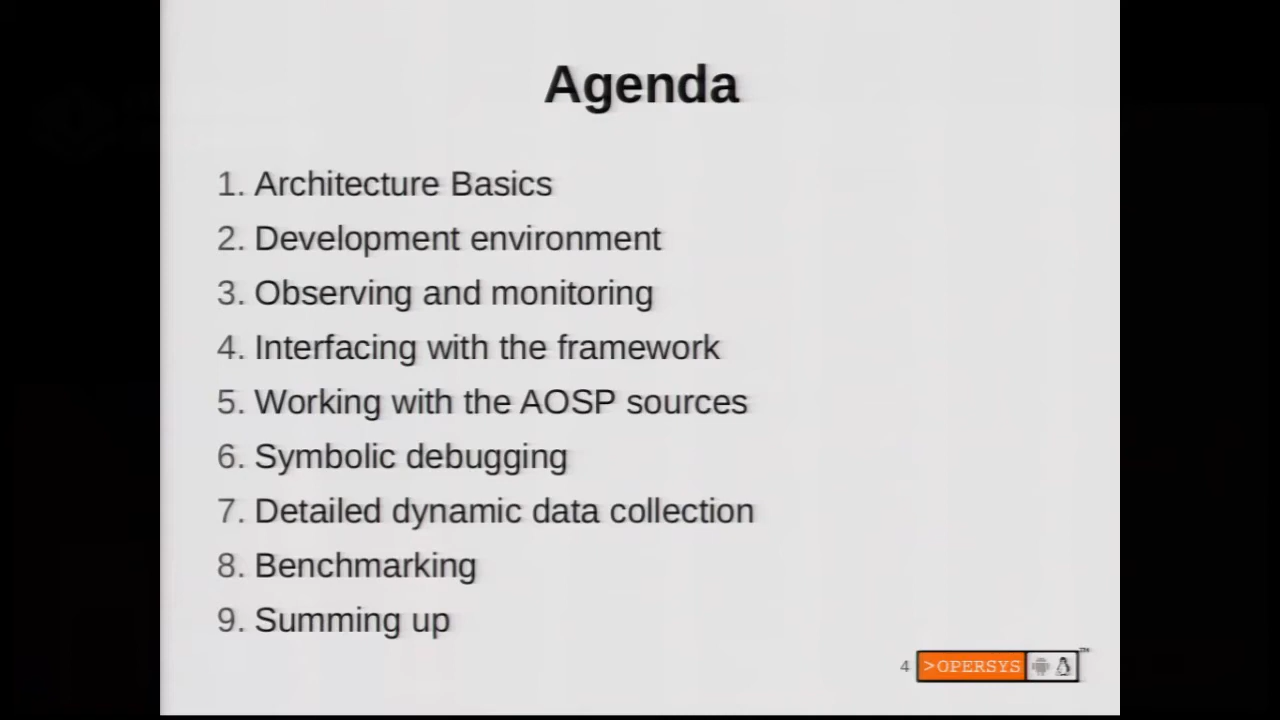 Agenda
1. Architecture Basics
2. Development environment
3. Observing and monitoring
4. Interfacing with the framework
5. Working with the AOSP sources
6. Symbolic debugging
7. Detailed dynamic data collection
8. Benchmarking
9. Summing up
4 >OPERSYS ™